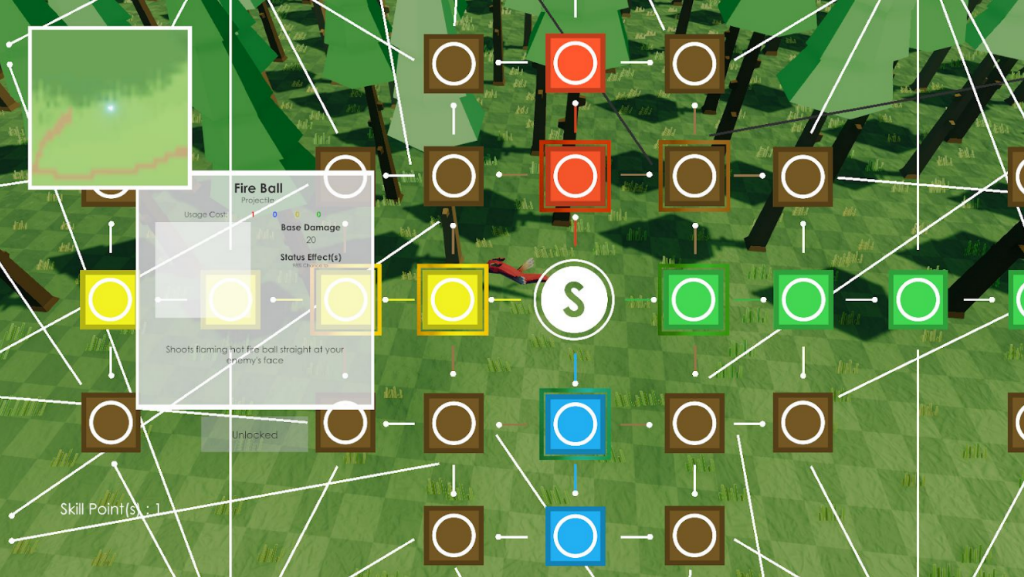 Fire Ball
Projectile
Usage Cost 1 0 0 0
Base Damage
20
Status Effect(s)
Shoots flaming hot fire ball straight at your
enemy's face
S
Unlocked
Skill Point(s) : 1